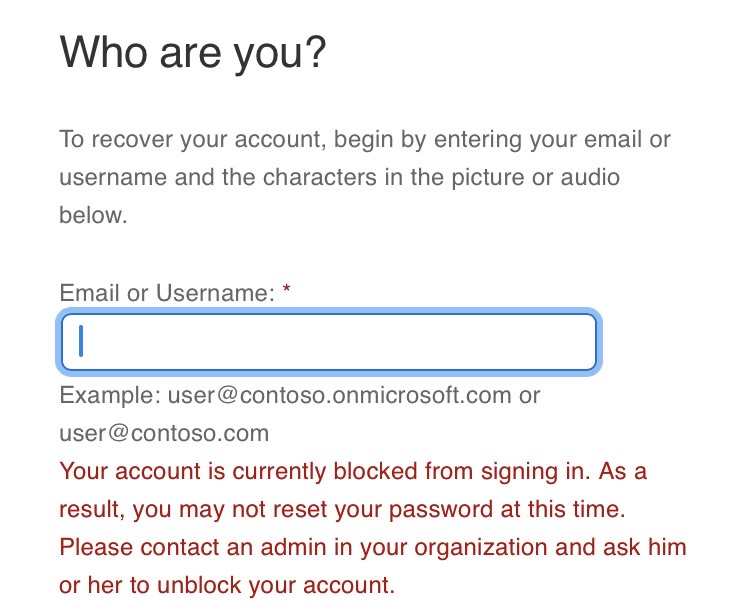 Who are you?
To recover your account, begin by entering your email or
username and the characters in the picture or audio
below.
Email or Username: *
Example: user@contoso.onmicrosoft.com or
user@contoso.com
Your account is currently blocked from signing in. As a
result, you may not reset your password at this time.
Please contact an admin in your organization and ask him
or her to unblock your account.